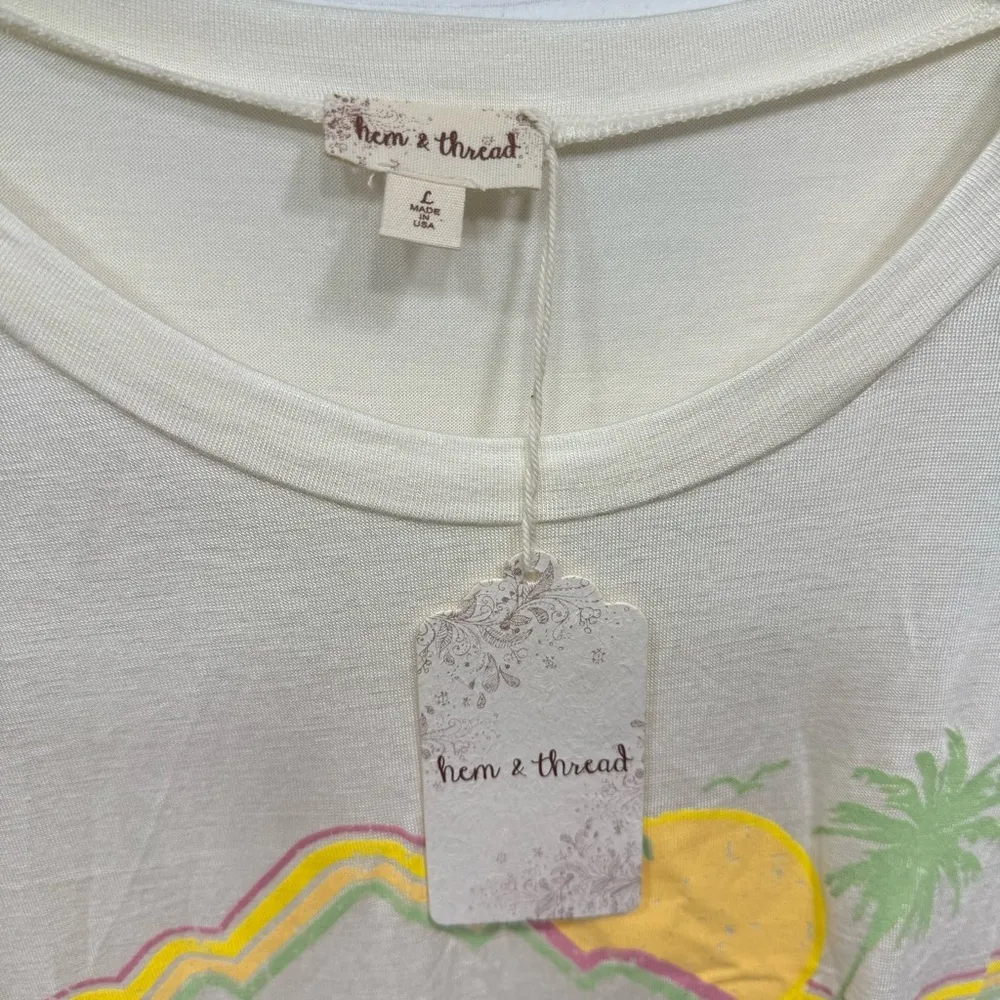 hem & thread
L
MADE
IN
USA
hem & thread